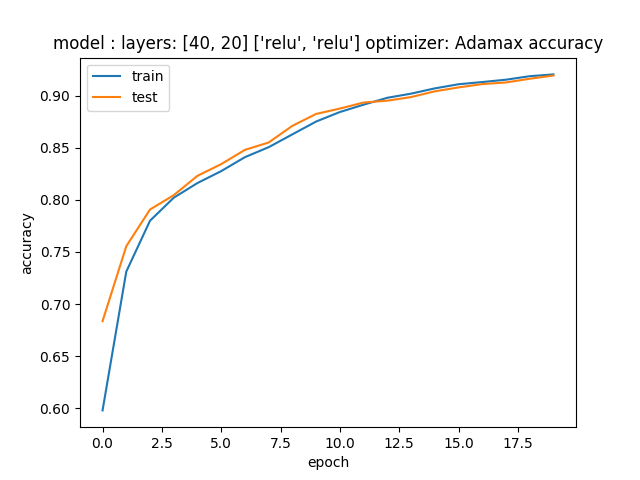 model : layers: [40, 20] ['relu', 'relu'] optimizer: Adamax accuracy
train
test
accuracy
0.90
0.85
0.80
0.75
0.70
0.65
0.60
0.0 2.5 5.0 7.5 10.0 12.5 15.0 17.5
epoch